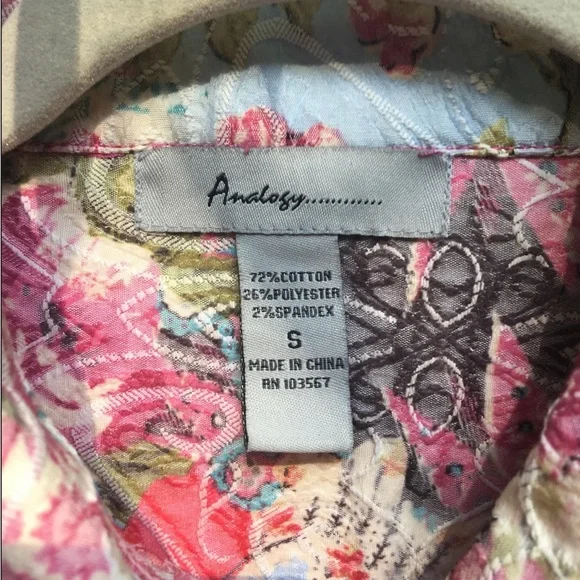 Analogy............
72%COTTON
26%POLYESTER
2%SPANDEX
S
MADE IN CHINA
RN 103567